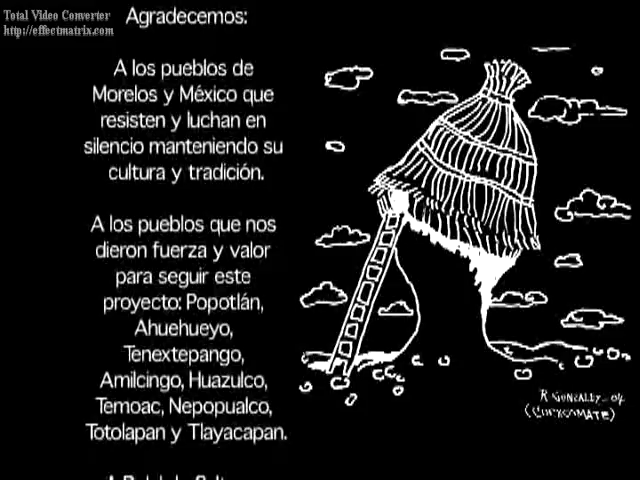 Total Video Converter
http://effectmatrix.com
Agradecemos:
A los pueblos de
Morelos y México que
resisten y luchan en
silencio manteniendo su
cultura y tradición.
A los pueblos que nos
dieron fuerza y valor
para seguir este
proyecto: Popotlán,
Ahuehueyo,
Tenextepango,
Amilcingo, Huazulco,
Temoac, Nepopualco,
Totolapan y Tlayacapan.